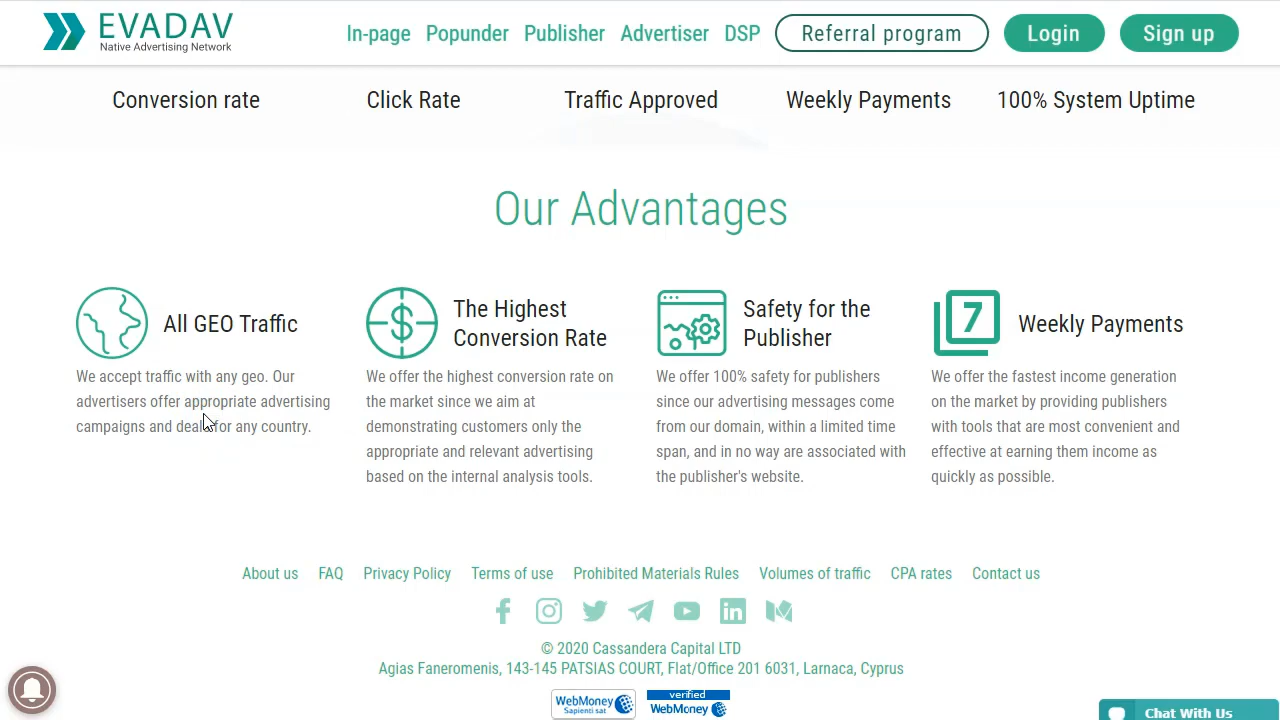 EVADAV
Native Advertising Network
In-page Popunder Publisher Advertiser DSP Referral program Login Sign up
Conversion rate Click Rate Traffic Approved Weekly Payments 100% System Uptime
Our Advantages
All GEO Traffic
We accept traffic with any geo. Our
advertisers offer appropriate advertising
campaigns and deals for any country.
The Highest
Conversion Rate
We offer the highest conversion rate on
the market since we aim at
demonstrating customers only the
appropriate and relevant advertising
based on the internal analysis tools.
Safety for the
Publisher
We offer 100% safety for publishers
since our advertising messages come
from our domain, within a limited time
span, and in no way are associated with
the publisher's website.
7
Weekly Payments
We offer the fastest income generation
on the market by providing publishers
with tools that are most convenient and
effective at earning them income as
quickly as possible.
About us FAQ Privacy Policy Terms of use Prohibited Materials Rules Volumes of traffic CPA rates Contact us
© 2020 Cassandera Capital LTD
Agias Faneromenis, 143-145 PATSIAS COURT, Flat/Office 201 6031, Larnaca, Cyprus
WebMoney
Sapienti sat
verified
WebMoney
Chat With Us